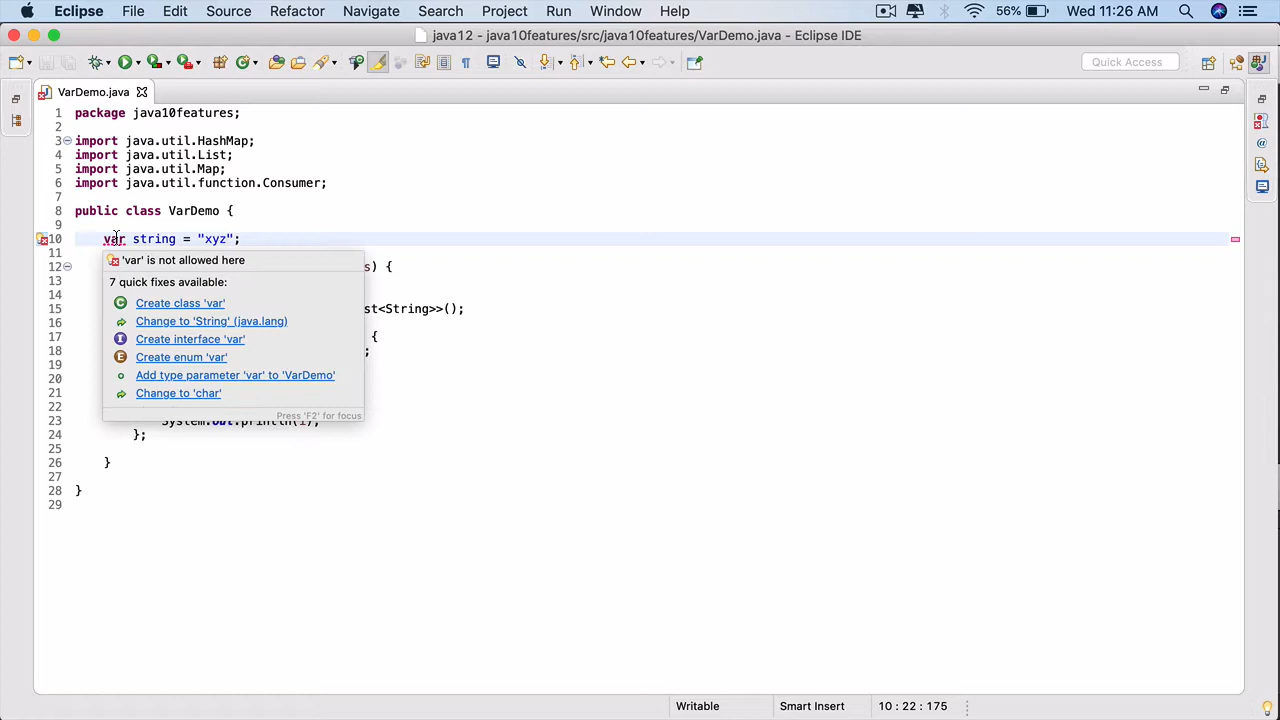 Eclipse File Edit Source Refactor Navigate Search Project Run Window Help 56% Wed 11:26 AM
java12 - java10features/src/java10features/VarDemo.java - Eclipse IDE
Quick Access
VarDemo.java
1 package java10features;
2
3 import java.util.HashMap;
4 import java.util.List;
5 import java.util.Map;
6 import java.util.function.Consumer;
7
8 public class VarDemo {
9
10 var string = "xyz";
11
'var' is not allowed here
12 s) {
13
7 quick fixes available:
14
Create class 'var'
15 st<String>>();
16
Change to 'String' (java.lang)
17 {
Create interface 'var'
18 ;
Create enum 'var'
19
20
Add type parameter 'var' to 'VarDemo'
21
Change to 'char'
22
Press 'F2' for focus
23 System.out.println(i);
24 };
25
26 }
27
28 }
29
Writable Smart Insert 10 : 22 : 175